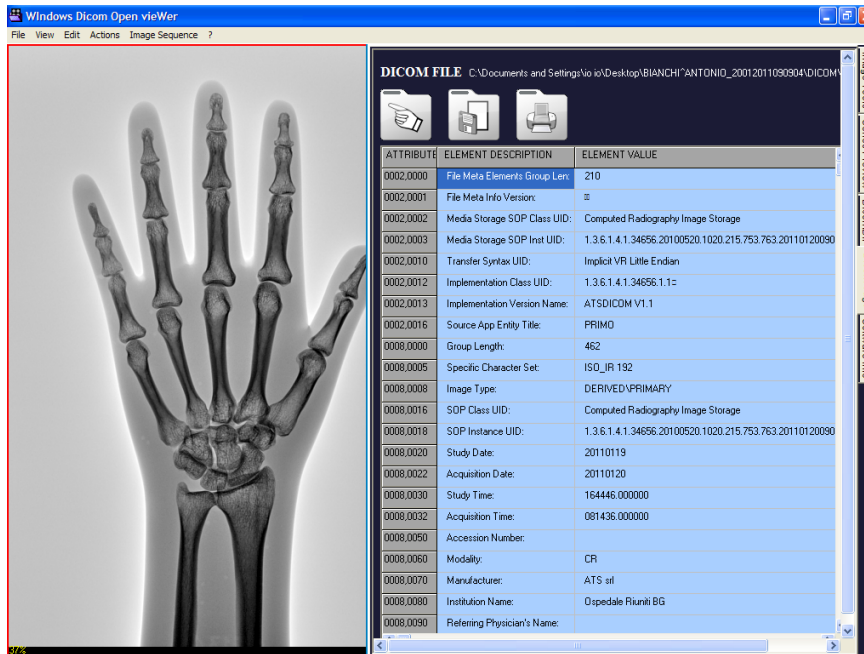 Windows Dicom Open vieWer
File View Edit Actions Image Sequence ?
DICOM FILE C:\Documents and Settings\io io\Desktop\BIANCHI^ANTONIO_20012011090904\DICOM\
ATTRIBUTE ELEMENT DESCRIPTION ELEMENT VALUE
0002,0000 File Meta Elements Group Len: 210
0002,0001 File Meta Info Version:
0002,0002 Media Storage SOP Class UID: Computed Radiography Image Storage
0002,0003 Media Storage SOP Inst UID: 1.3.6.1.4.1.34656.20100520.1020.215.753.763.20110120090
0002,0010 Transfer Syntax UID: Implicit VR Little Endian
0002,0012 Implementation Class UID: 1.3.6.1.4.1.34656.1.1=
0002,0013 Implementation Version Name: ATSDICOM V1.1
0002,0016 Source App Entity Title: PRIMO
0008,0000 Group Length: 462
0008,0005 Specific Character Set: ISO_IR 192
0008,0008 Image Type: DERIVED\PRIMARY
0008,0016 SOP Class UID: Computed Radiography Image Storage
0008,0018 SOP Instance UID: 1.3.6.1.4.1.34656.20100520.1020.215.753.763.20110120090
0008,0020 Study Date: 20110119
0008,0022 Acquisition Date: 20110120
0008,0030 Study Time: 164446.000000
0008,0032 Acquisition Time: 081436.000000
0008,0050 Accession Number:
0008,0060 Modality: CR
0008,0070 Manufacturer: ATS srl
0008,0080 Institution Name: Ospedale Riuniti BG
0008,0090 Referring Physician's Name:
37%